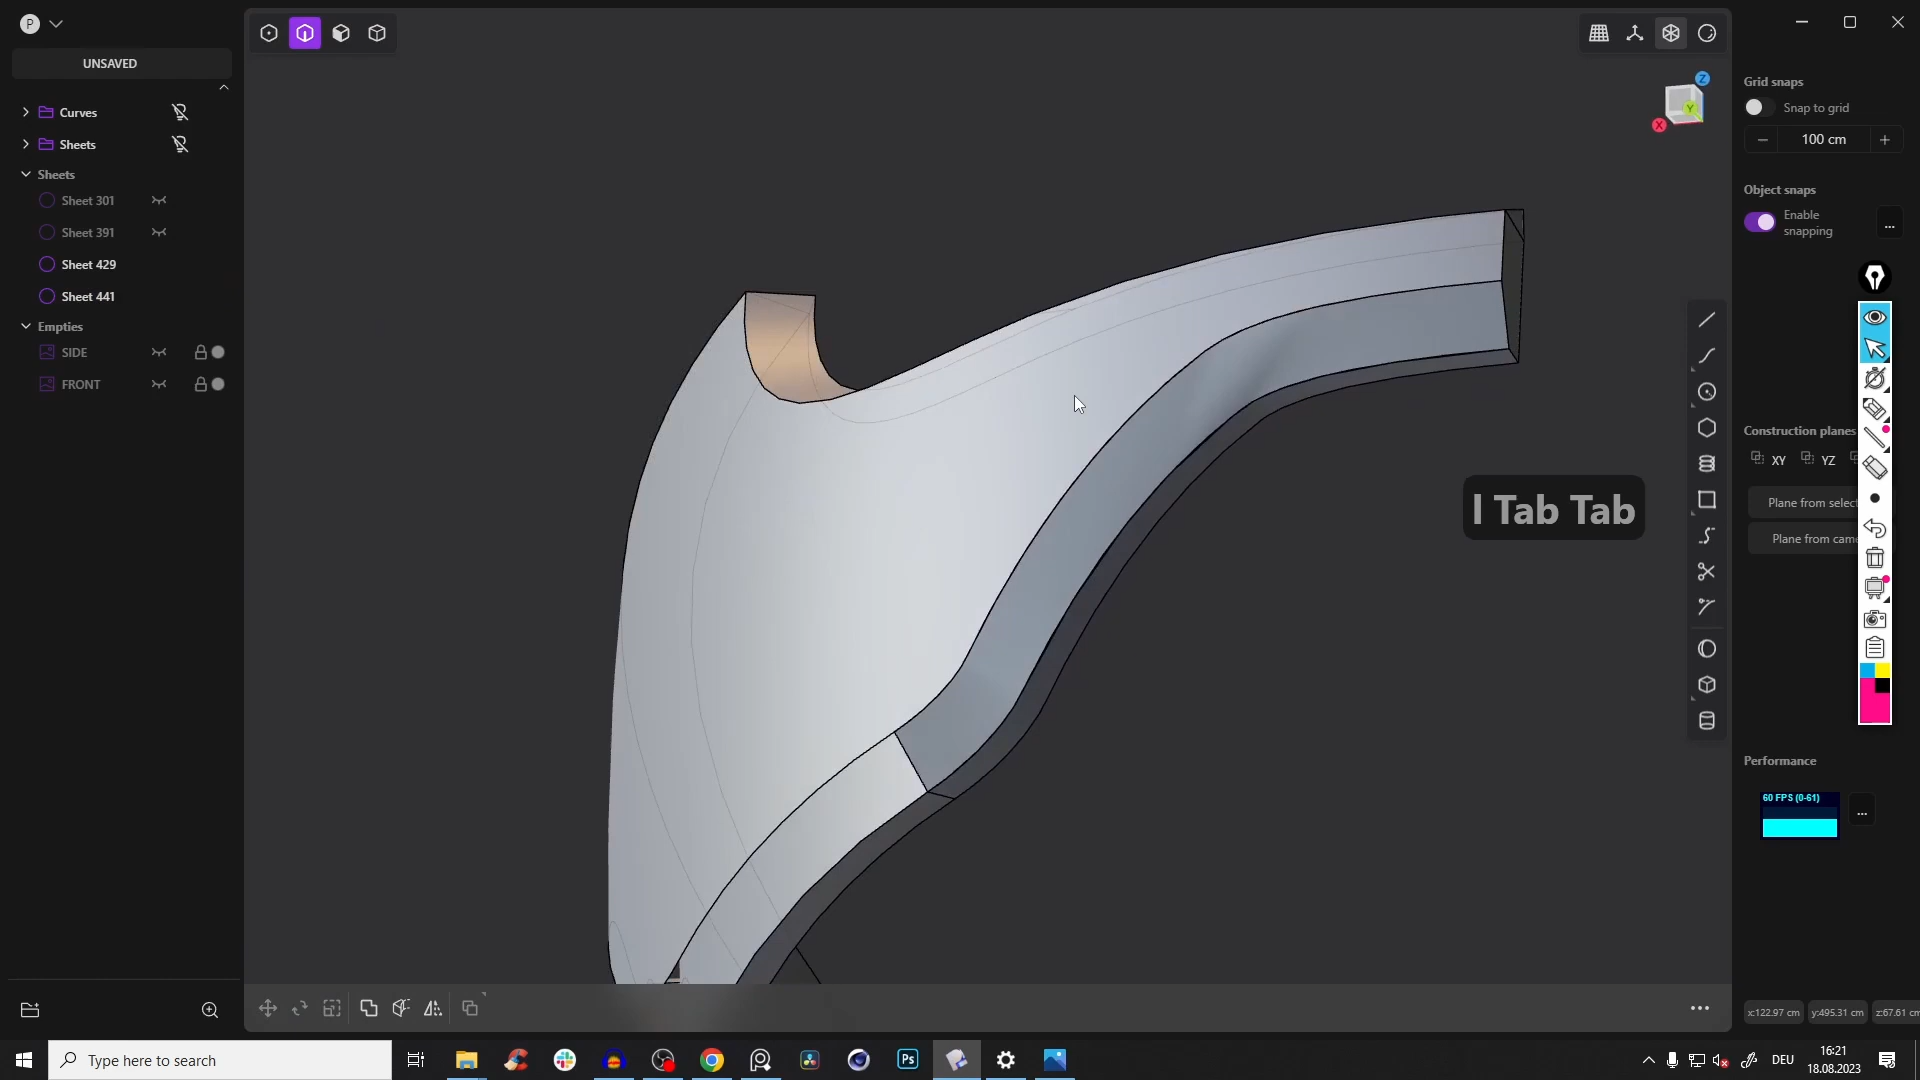 P
UNSAVED
Curves
Sheets
Sheets
Sheet 301
Sheet 391
Sheet 429
Sheet 441
Empties
SIDE
FRONT
Z
Y
X
l Tab Tab
Grid snaps
Snap to grid
100 cm
Object snaps
Enable
snapping
...
Construction planes
XY
YZ
Plane from select
Plane from came
Performance
60 FPS (0-61)
...
x:122.97 cm
y:495.31 cm
z:67.61 cm
Type here to search
Ps
DEU
16:21
18.08.2023